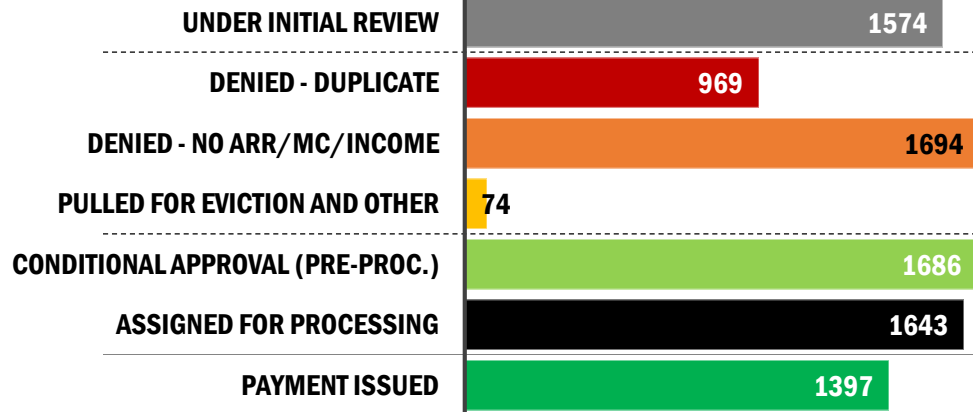 UNDER INITIAL REVIEW 1574
DENIED - DUPLICATE 969
DENIED - NO ARR/MC/INCOME 1694
PULLED FOR EVICTION AND OTHER 74
CONDITIONAL APPROVAL (PRE-PROC.) 1686
ASSIGNED FOR PROCESSING 1643
PAYMENT ISSUED 1397